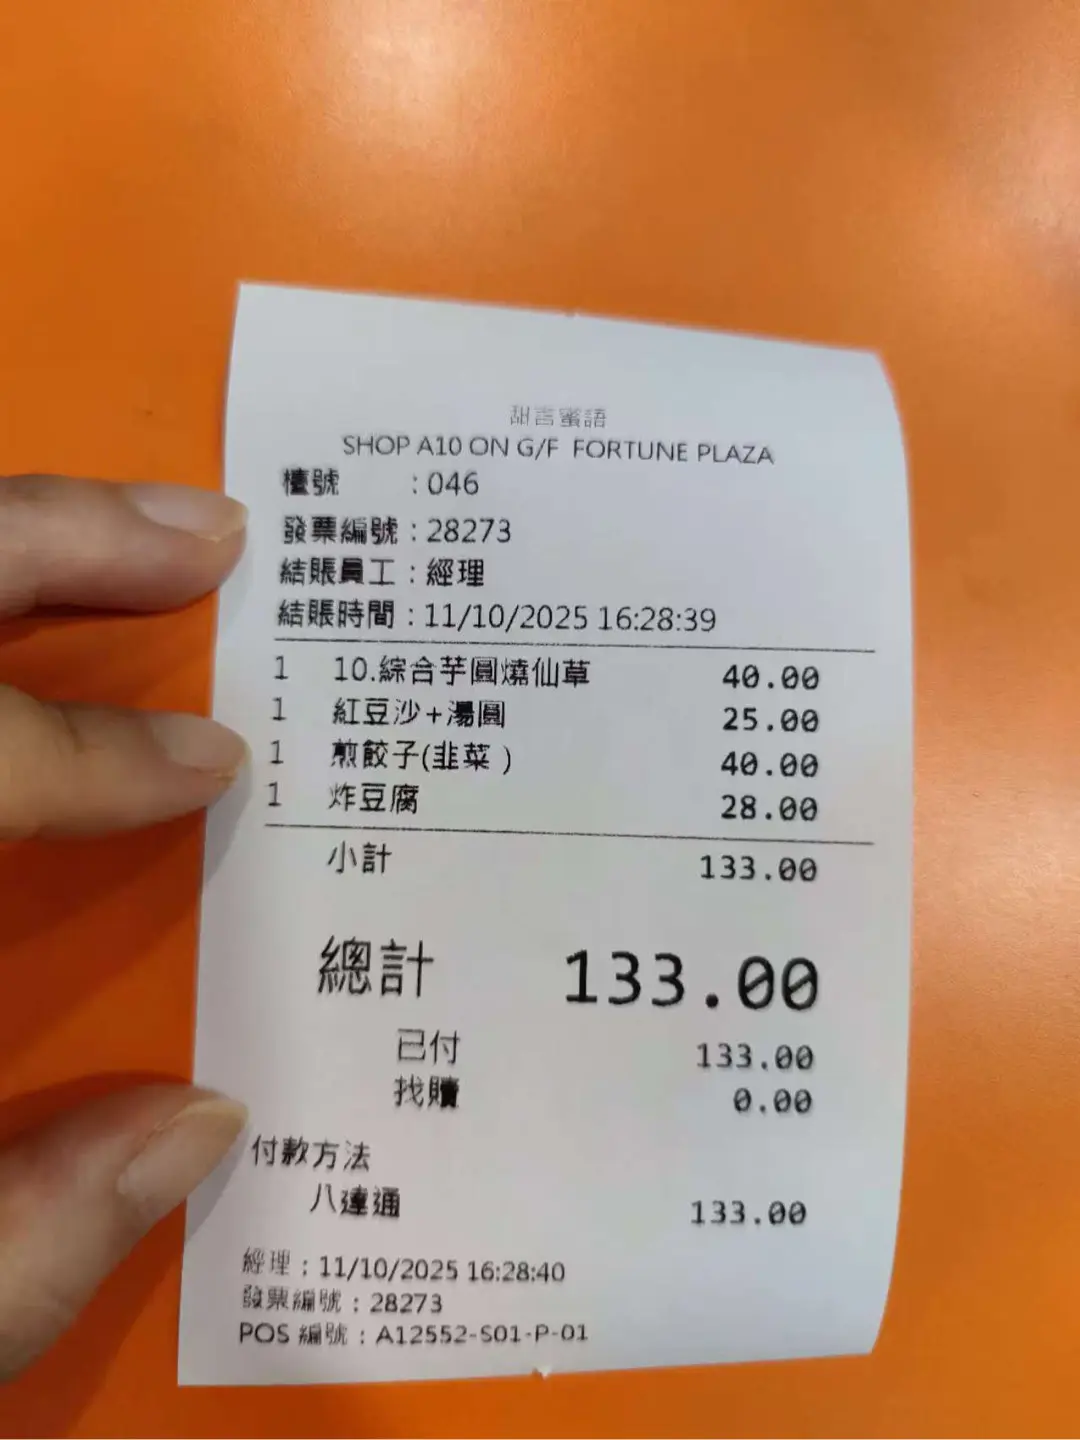 甜言蜜語
SHOP A10 ON G/F FORTUNE PLAZA
檯號 : 046
發票編號 : 28273
結賬員工 : 經理
結賬時間 : 11/10/2025 16:28:39
1 10.綜合芋圓燒仙草 40.00
1 紅豆沙+湯圓 25.00
1 煎餃子(韭菜 ) 40.00
1 炸豆腐 28.00
小計 133.00
總計 133.00
已付 133.00
找贖 0.00
付款方法
八達通 133.00
經理 : 11/10/2025 16:28:40
發票編號 : 28273
POS 編號 : A12552-S01-P-01